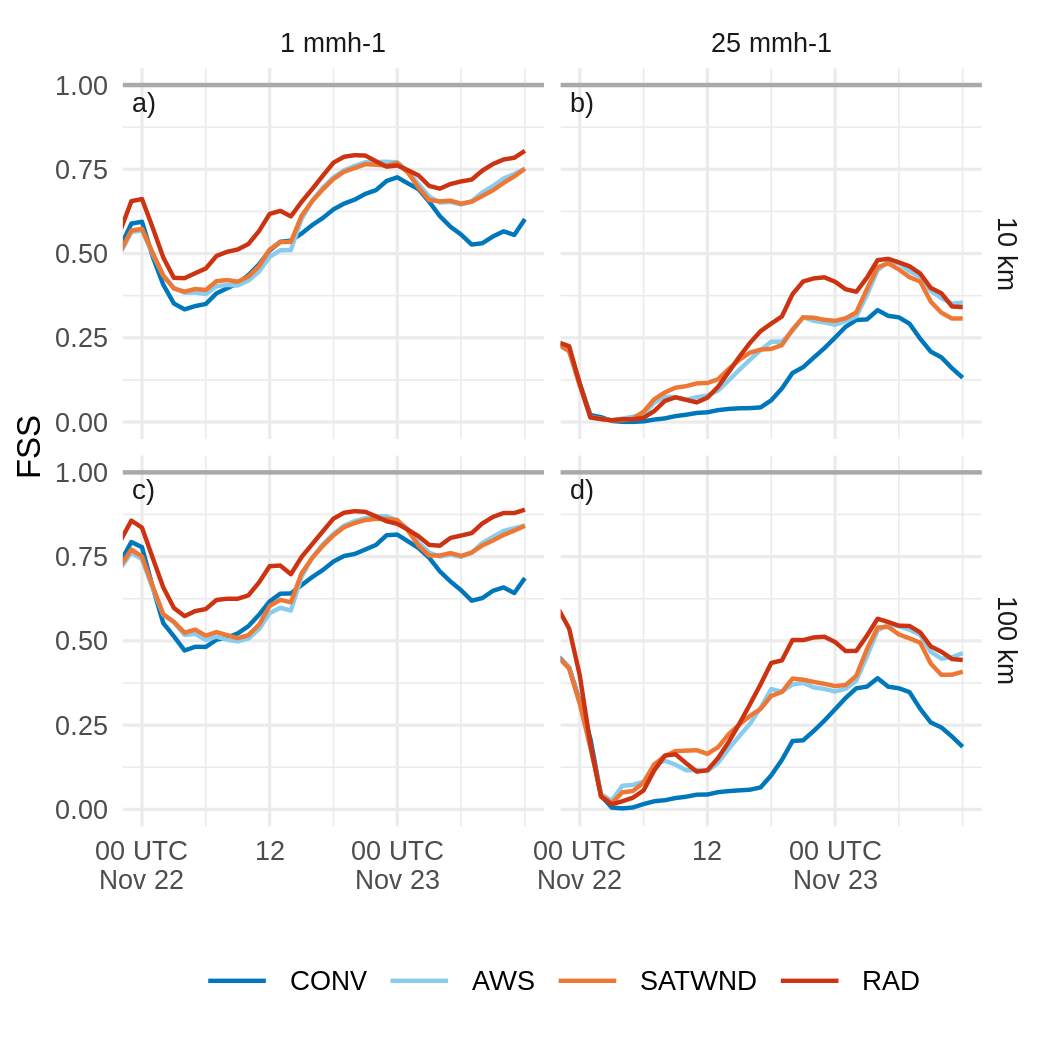 1 mmh-1
25 mmh-1
FSS
1.00
0.75
0.50
0.25
0.00
a)
b)
10 km
1.00
0.75
0.50
0.25
0.00
c)
d)
100 km
00 UTC
Nov 22
12
00 UTC
Nov 23
00 UTC
Nov 22
12
00 UTC
Nov 23
CONV
AWS
SATWND
RAD